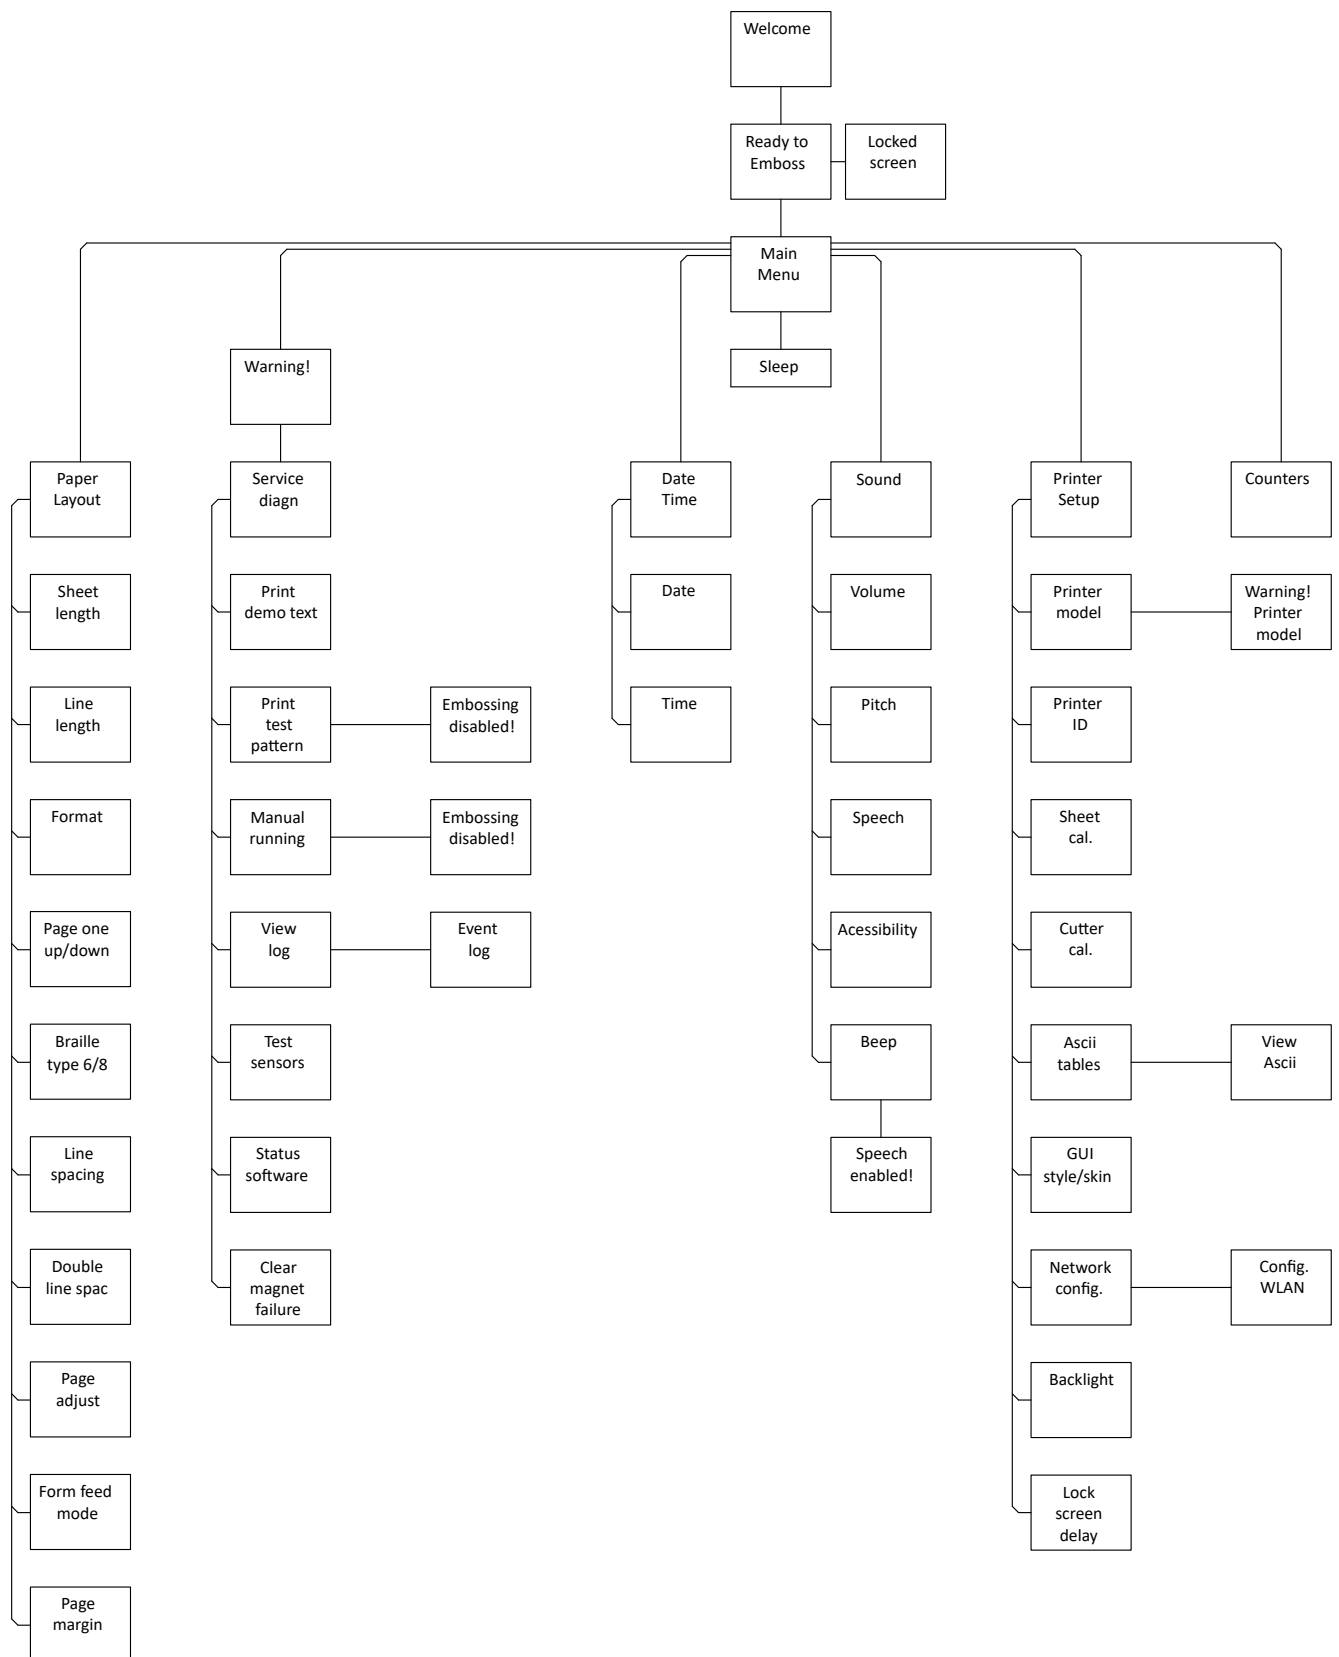 Welcome
Ready to
Emboss
Locked
screen
Main
Menu
Warning!
Sleep
Paper
Layout
Service
diagn
Date
Time
Sound
Printer
Setup
Counters
Sheet
length
Print
demo text
Date
Volume
Printer
model
Warning!
Printer
model
Line
length
Print
test
pattern
Embossing
disabled!
Time
Pitch
Printer
ID
Format
Manual
running
Embossing
disabled!
Speech
Sheet
cal.
Page one
up/down
View
log
Event
log
Acessibility
Cutter
cal.
Braille
type 6/8
Test
sensors
Beep
Ascii
tables
View
Ascii
Line
spacing
Status
software
Speech
enabled!
GUI
style/skin
Double
line spac
Clear
magnet
failure
Network
config.
Config.
WLAN
Page
adjust
Backlight
Form feed
mode
Lock
screen
delay
Page
margin